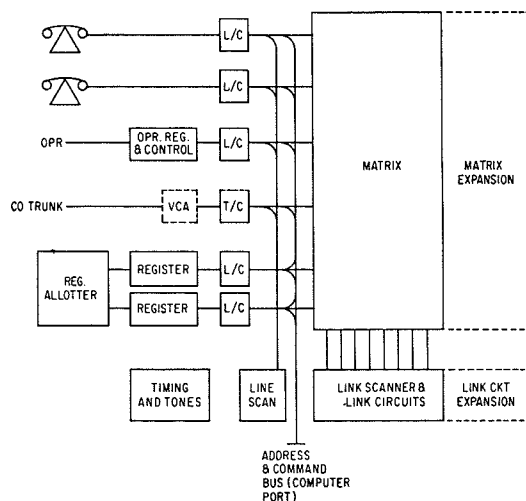 L/C
L/C
OPR
OPR. REG.
& CONTROL
L/C
MATRIX
MATRIX
EXPANSION
CO TRUNK
VCA
T/C
REG.
ALLOTTER
REGISTER
L/C
REGISTER
L/C
TIMING
AND TONES
LINE
SCAN
LINK SCANNER &
LINK CIRCUITS
LINK CKT
EXPANSION
ADDRESS
& COMMAND
BUS (COMPUTER
PORT)